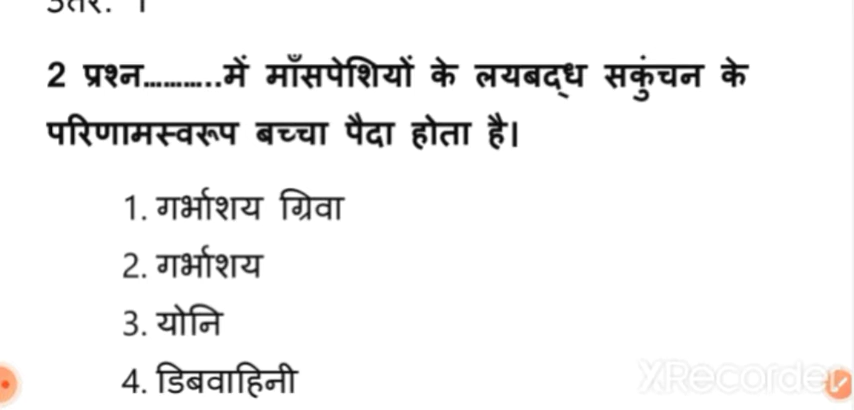 2 प्रश्न...........में माँसपेशियों के लयबद्ध सकुंचन के
परिणामस्वरूप बच्चा पैदा होता है।
1. गर्भाशय ग्रिवा
2. गर्भाशय
3. योनि
4. डिबवाहिनी
XRecorder